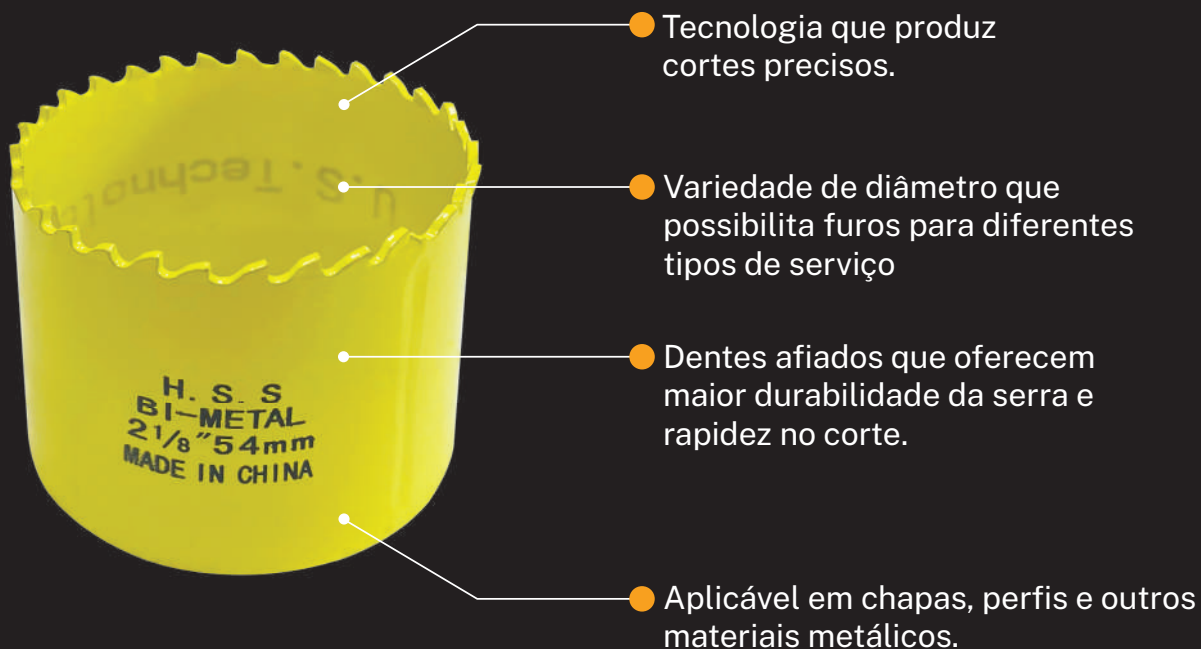 Tecnologia que produz
cortes precisos.
U.S.Technolo
Variedade de diâmetro que
possibilita furos para diferentes
tipos de serviço
Dentes afiados que oferecem
maior durabilidade da serra e
rapidez no corte.
H. S. S
BI-METAL
2 1/8" 54mm
MADE IN CHINA
Aplicável em chapas, perfis e outros
materiais metálicos.